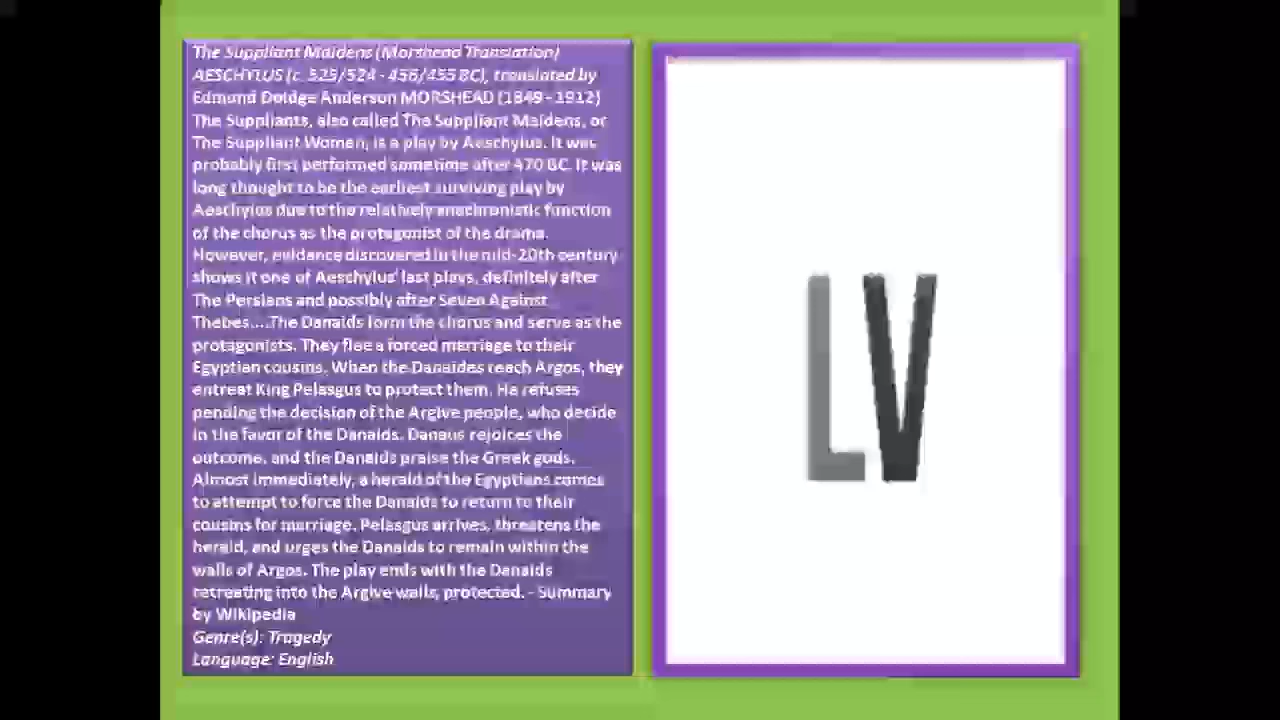 The Suppliant Maidens (Morshead Translation)
AESCHYLUS (c. 525/524 - 456/455 BC), translated by
Edmund Doidge Anderson MORSHEAD (1849 - 1912)
The Suppliants, also called The Suppliant Maidens, or
The Suppliant Women, is a play by Aeschylus. It was
probably first performed sometime after 470 BC. It was
long thought to be the earliest surviving play by
Aeschylus due to the relatively anachronistic function
of the chorus as the protagonist of the drama.
However, evidence discovered in the mid-20th century
shows it one of Aeschylus' last plays, definitely after
The Persians and possibly after Seven Against
Thebes....The Danaids form the chorus and serve as the
protagonists. They flee a forced marriage to their
Egyptian cousins. When the Danaides reach Argos, they
entreat King Pelasgus to protect them. He refuses
pending the decision of the Argive people, who decide
in the favor of the Danaids. Danaus rejoices the
outcome, and the Danaids praise the Greek gods.
Almost immediately, a herald of the Egyptians comes
to attempt to force the Danaids to return to their
cousins for marriage. Pelasgus arrives, threatens the
herald, and urges the Danaids to remain within the
walls of Argos. The play ends with the Danaids
retreating into the Argive walls, protected. - Summary
by Wikipedia
Genre(s): Tragedy
Language: English
LV